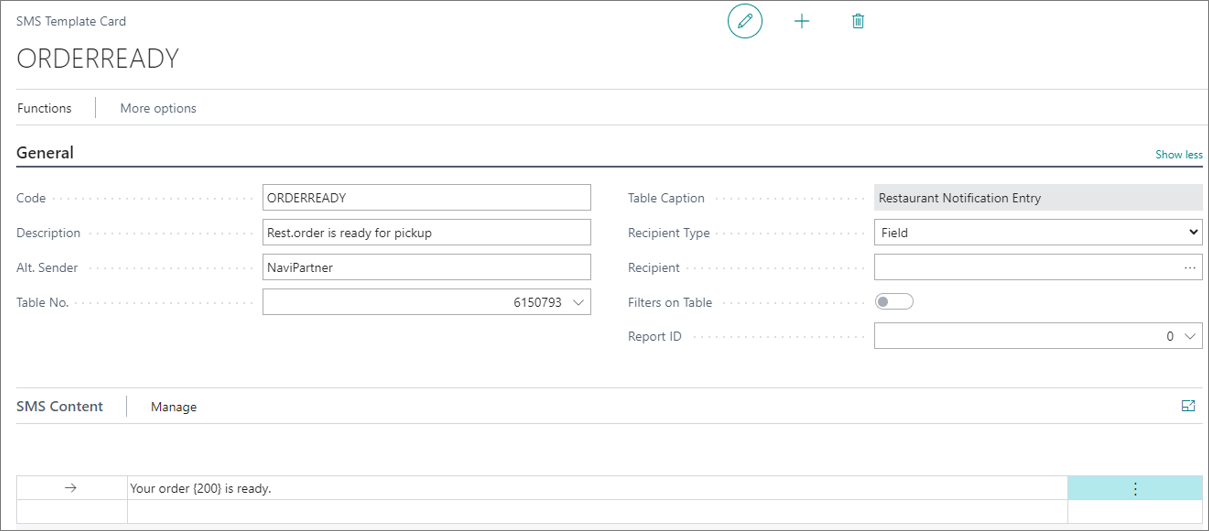 SMS Template Card
ORDERREADY
Functions More options
General Show less
Code ORDERREADY
Description Rest.order is ready for pickup
Alt. Sender NaviPartner
Table No. 6150793
Table Caption Restaurant Notification Entry
Recipient Type Field
Recipient ...
Filters on Table
Report ID 0
SMS Content Manage
Your order {200} is ready.